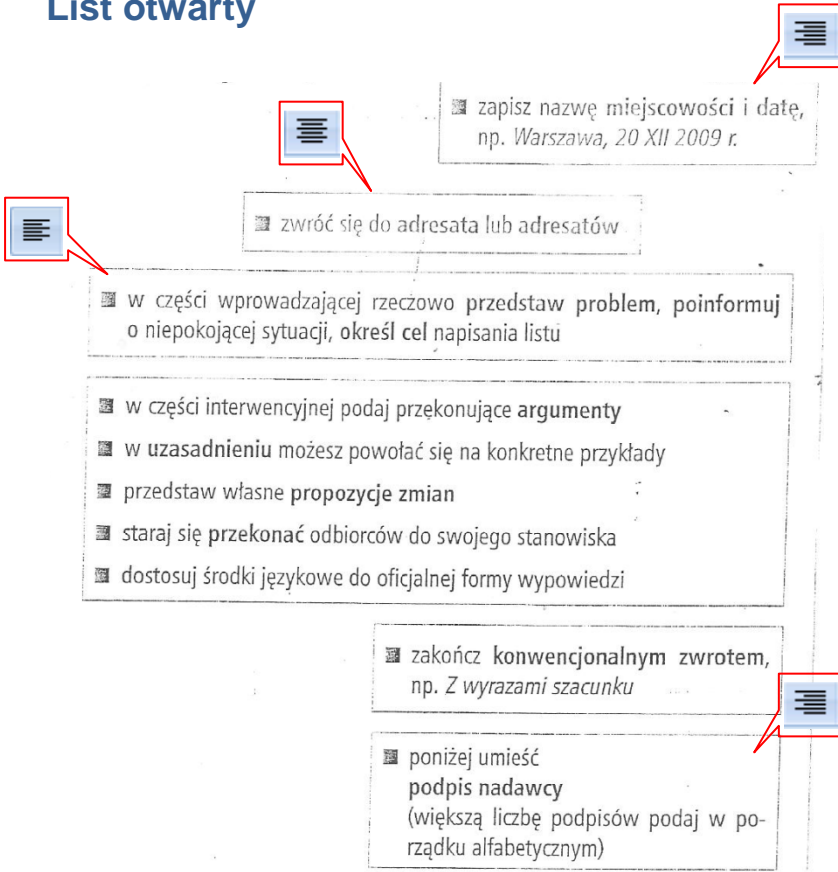 List otwarty
zapisz nazwę miejscowości i datę,
np. Warszawa, 20 XII 2009 r.
zwróć się do adresata lub adresatów
w części wprowadzającej rzeczowo przedstaw problem, poinformuj
o niepokojącej sytuacji, określ cel napisania listu
w części interwencyjnej podaj przekonujące argumenty
w uzasadnieniu możesz powołać się na konkretne przykłady
przedstaw własne propozycje zmian
staraj się przekonać odbiorców do swojego stanowiska
dostosuj środki językowe do oficjalnej formy wypowiedzi
zakończ konwencjonalnym zwrotem,
np. Z wyrazami szacunku
poniżej umieść
podpis nadawcy
(większą liczbę podpisów podaj w po-
rządku alfabetycznym)